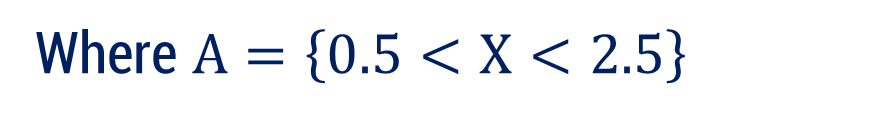 Where A = {0.5 < X < 2.5}